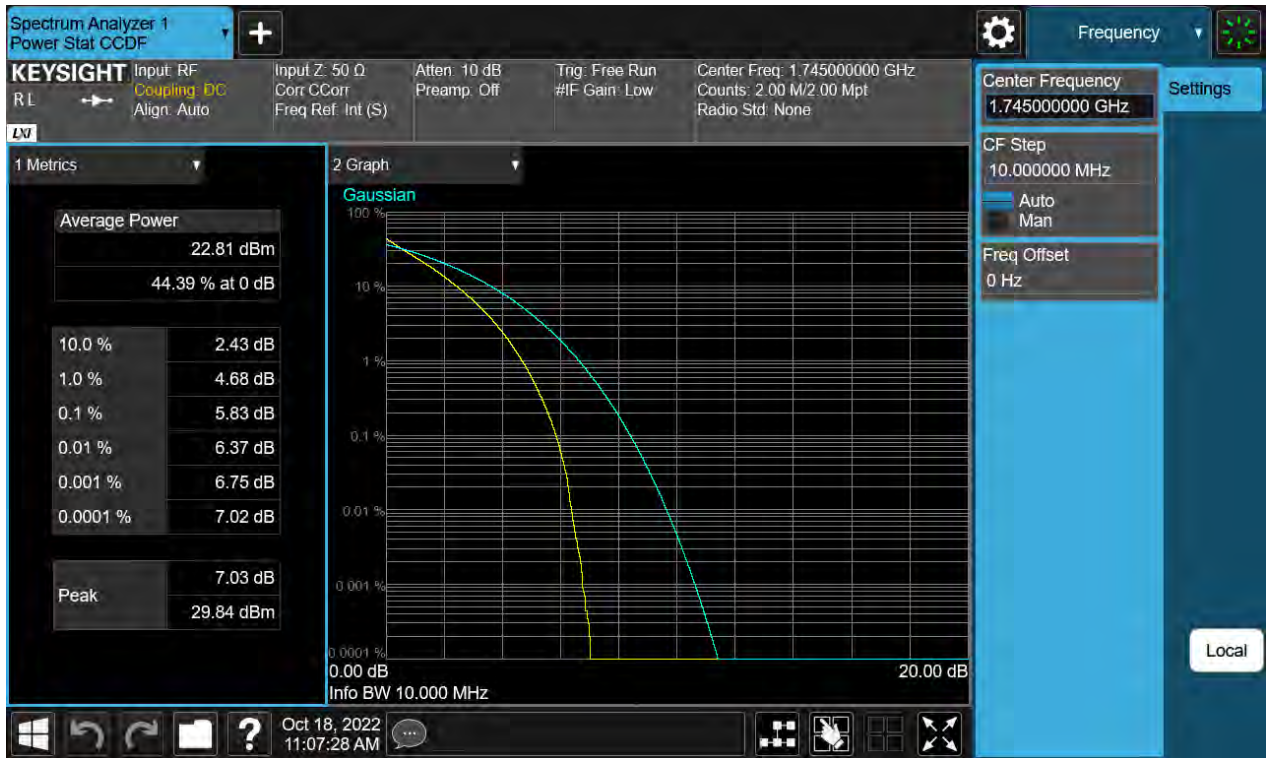 Spectrum Analyzer 1
Power Stat CCDF
+
Frequency
KEYSIGHT
RL
LXI
Input: RF
Coupling: DC
Align: Auto
Input Z: 50 Ω
Corr CCorr
Freq Ref: Int (S)
Atten: 10 dB
Preamp: Off
Trig: Free Run
#IF Gain: Low
Center Freq: 1.745000000 GHz
Counts: 2.00 M/2.00 Mpt
Radio Std: None
Center Frequency
1.745000000 GHz
Settings
CF Step
10.000000 MHz
Auto
Man
Freq Offset
0 Hz
1 Metrics
Average Power
22.81 dBm
44.39 % at 0 dB
10.0 % 2.43 dB
1.0 % 4.68 dB
0.1 % 5.83 dB
0.01 % 6.37 dB
0.001 % 6.75 dB
0.0001 % 7.02 dB
Peak
7.03 dB
29.84 dBm
2 Graph
Gaussian
100 %
10 %
1 %
0.1 %
0.01 %
0.001 %
0.0001 %
0.00 dB 20.00 dB
Info BW 10.000 MHz
Local
?
Oct 18, 2022
11:07:28 AM